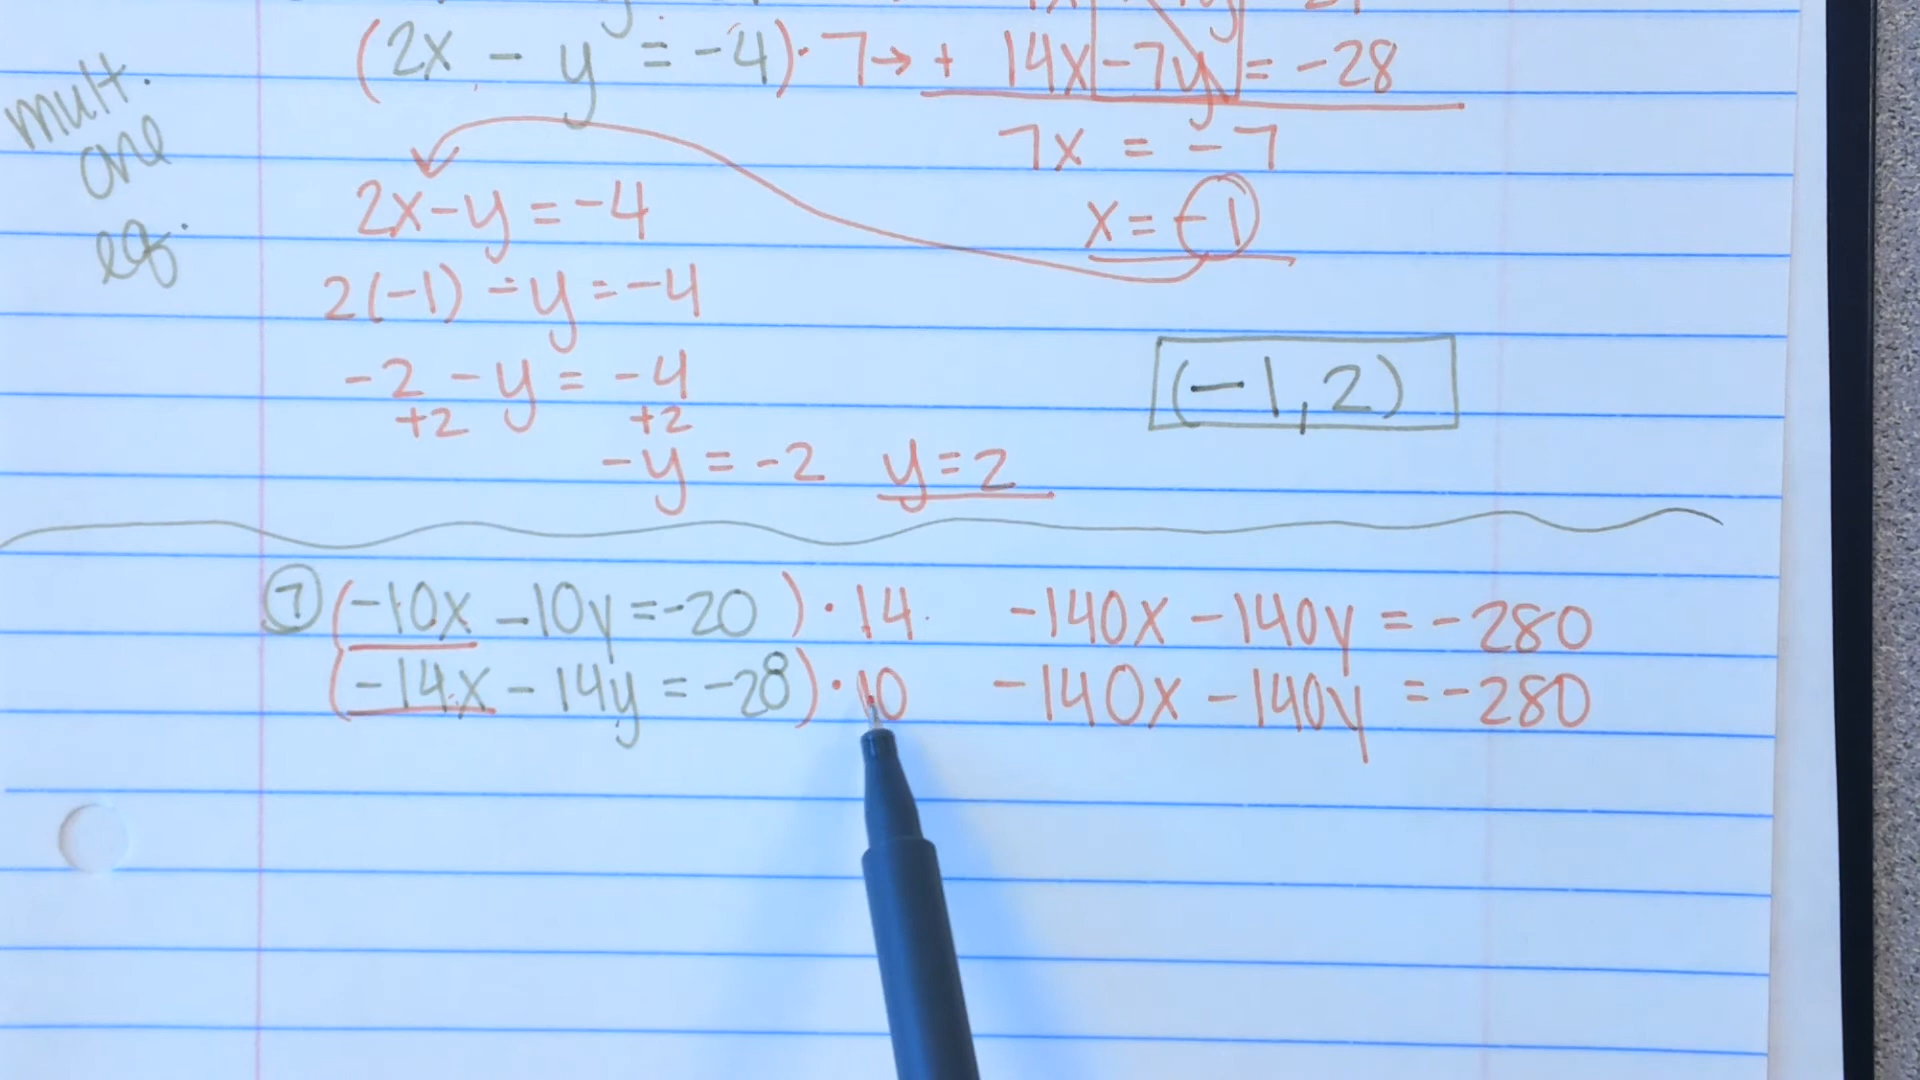 (2x - y = -4) · 7 → + 14x - 7y = -28
mult.
one
eq.
7x = -7
2x - y = -4
x = -1
2(-1) - y = -4
-2 - y = -4
+2 +2
(-1, 2)
-y = -2 y = 2
7 (-10x - 10y = -20) · 14 -140x - 140y = -280
(-14x - 14y = -28) · 10 -140x - 140y = -280